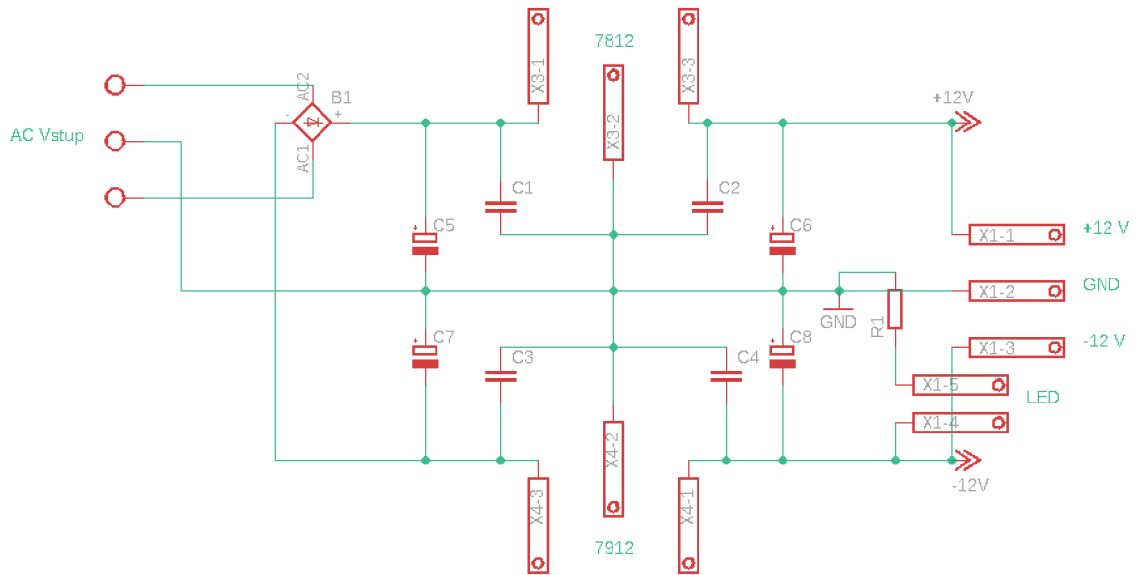 7812
X3-1
X3-2
X3-3
AC2
B1
-
+
+12V
AC Vstup
AC1
C1
C2
C5
C6
X1-1
+12 V
X1-2
GND
GND
R1
C7
C3
C4
C8
X1-3
-12 V
X1-5
LED
X1-4
X4-2
X4-3
X4-1
-12V
7912